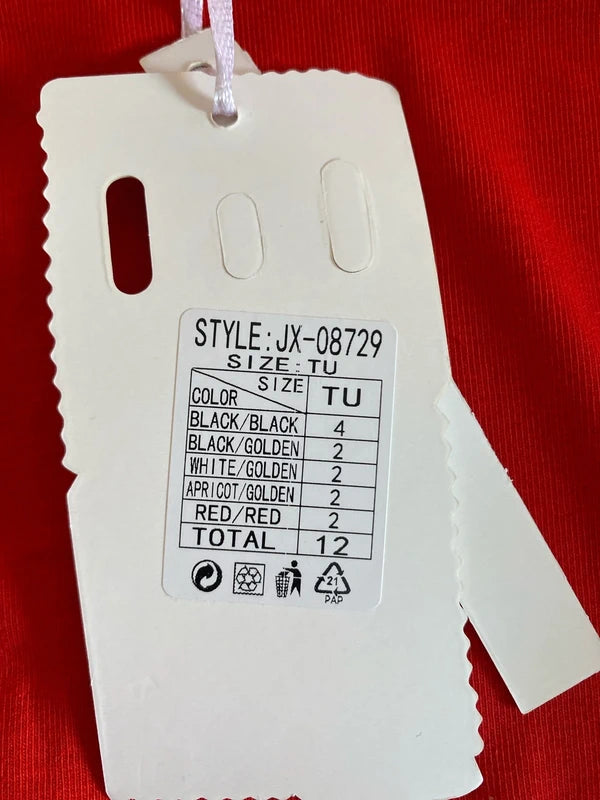 STYLE:JX-08729
SIZE:TU
SIZE
COLOR TU
BLACK/BLACK 4
BLACK/GOLDEN 2
WHITE/GOLDEN 2
APRICOT/GOLDEN 2
RED/RED 2
TOTAL 12
21
PAP